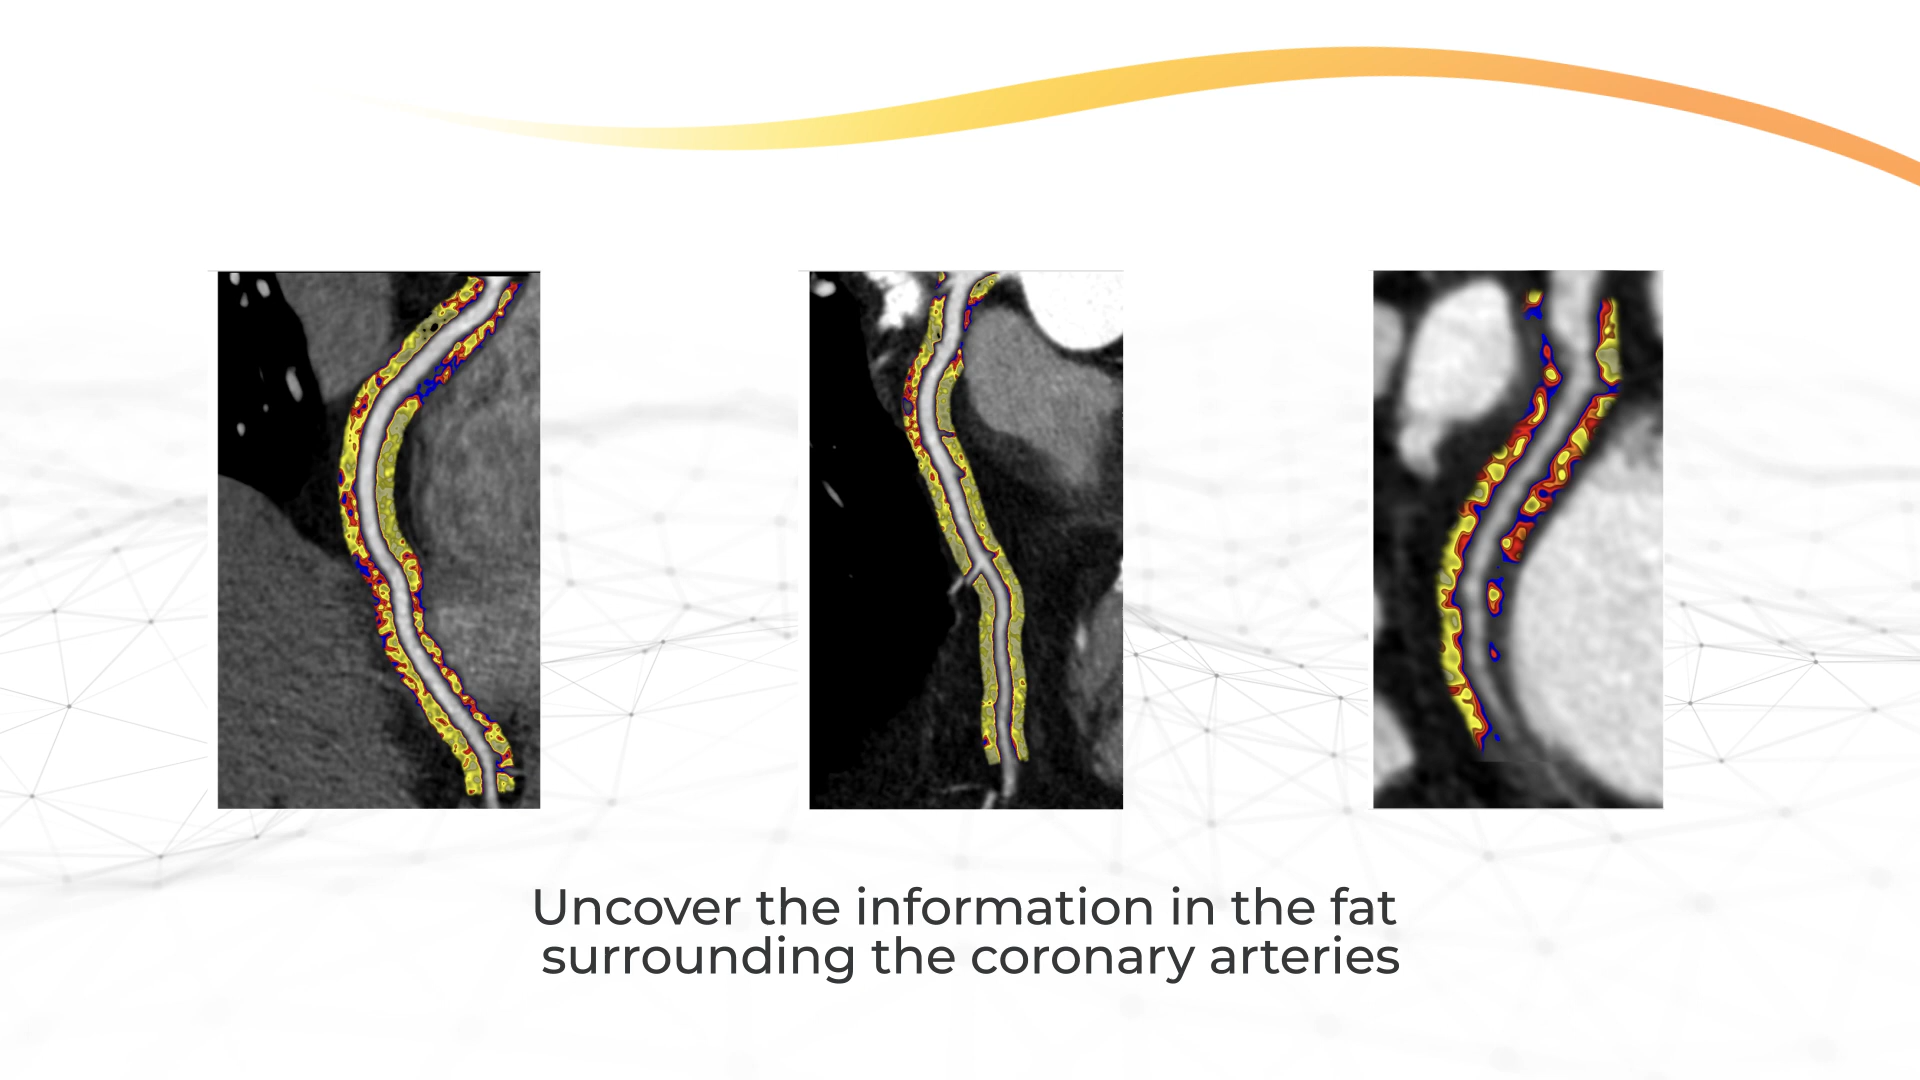 Uncover the information in the fat
surrounding the coronary arteries